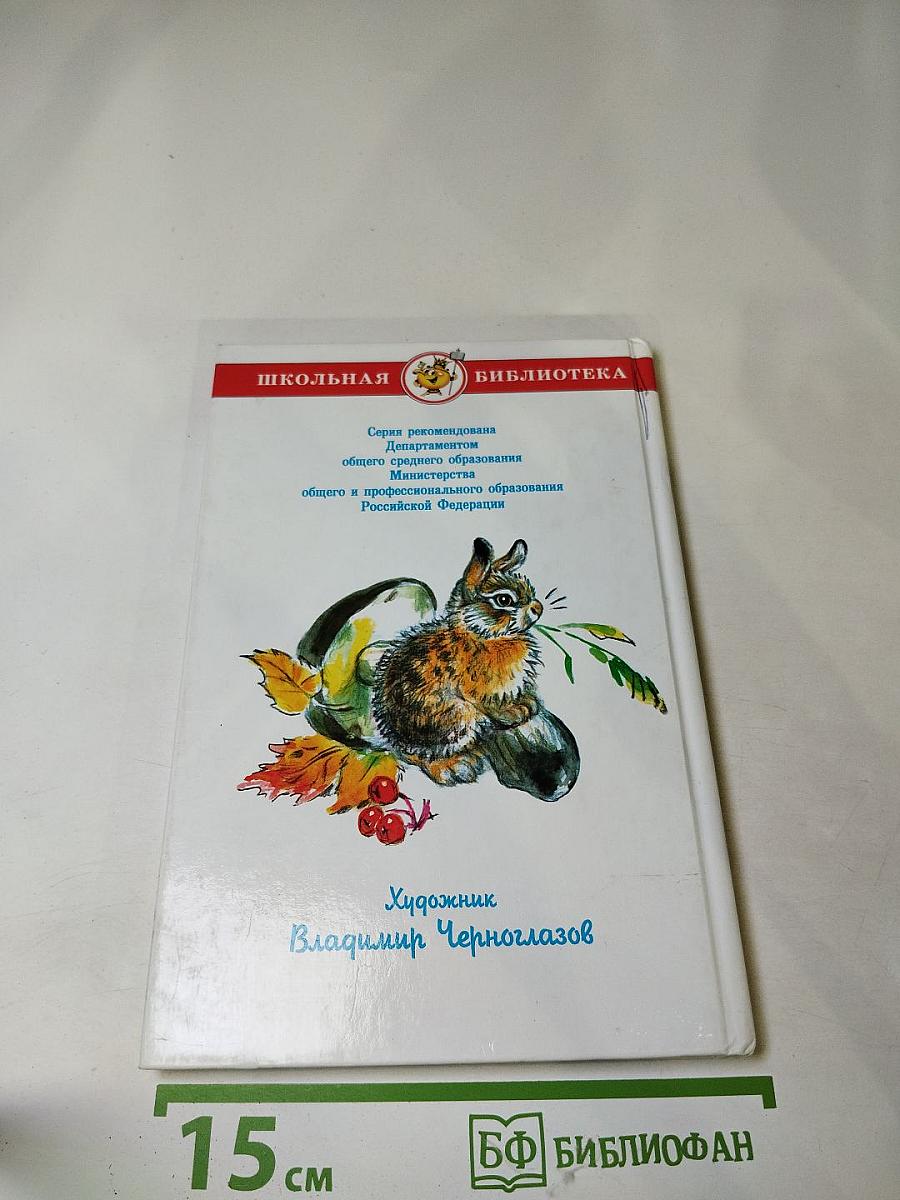 ШКОЛЬНАЯ БИБЛИОТЕКА
Серия рекомендована
Департаментом
общего среднего образования
Министерства
общего и профессионального образования
Российской Федерации
Художник
Владимир Черноглазов
15 см
БФ БИБЛИОФАН